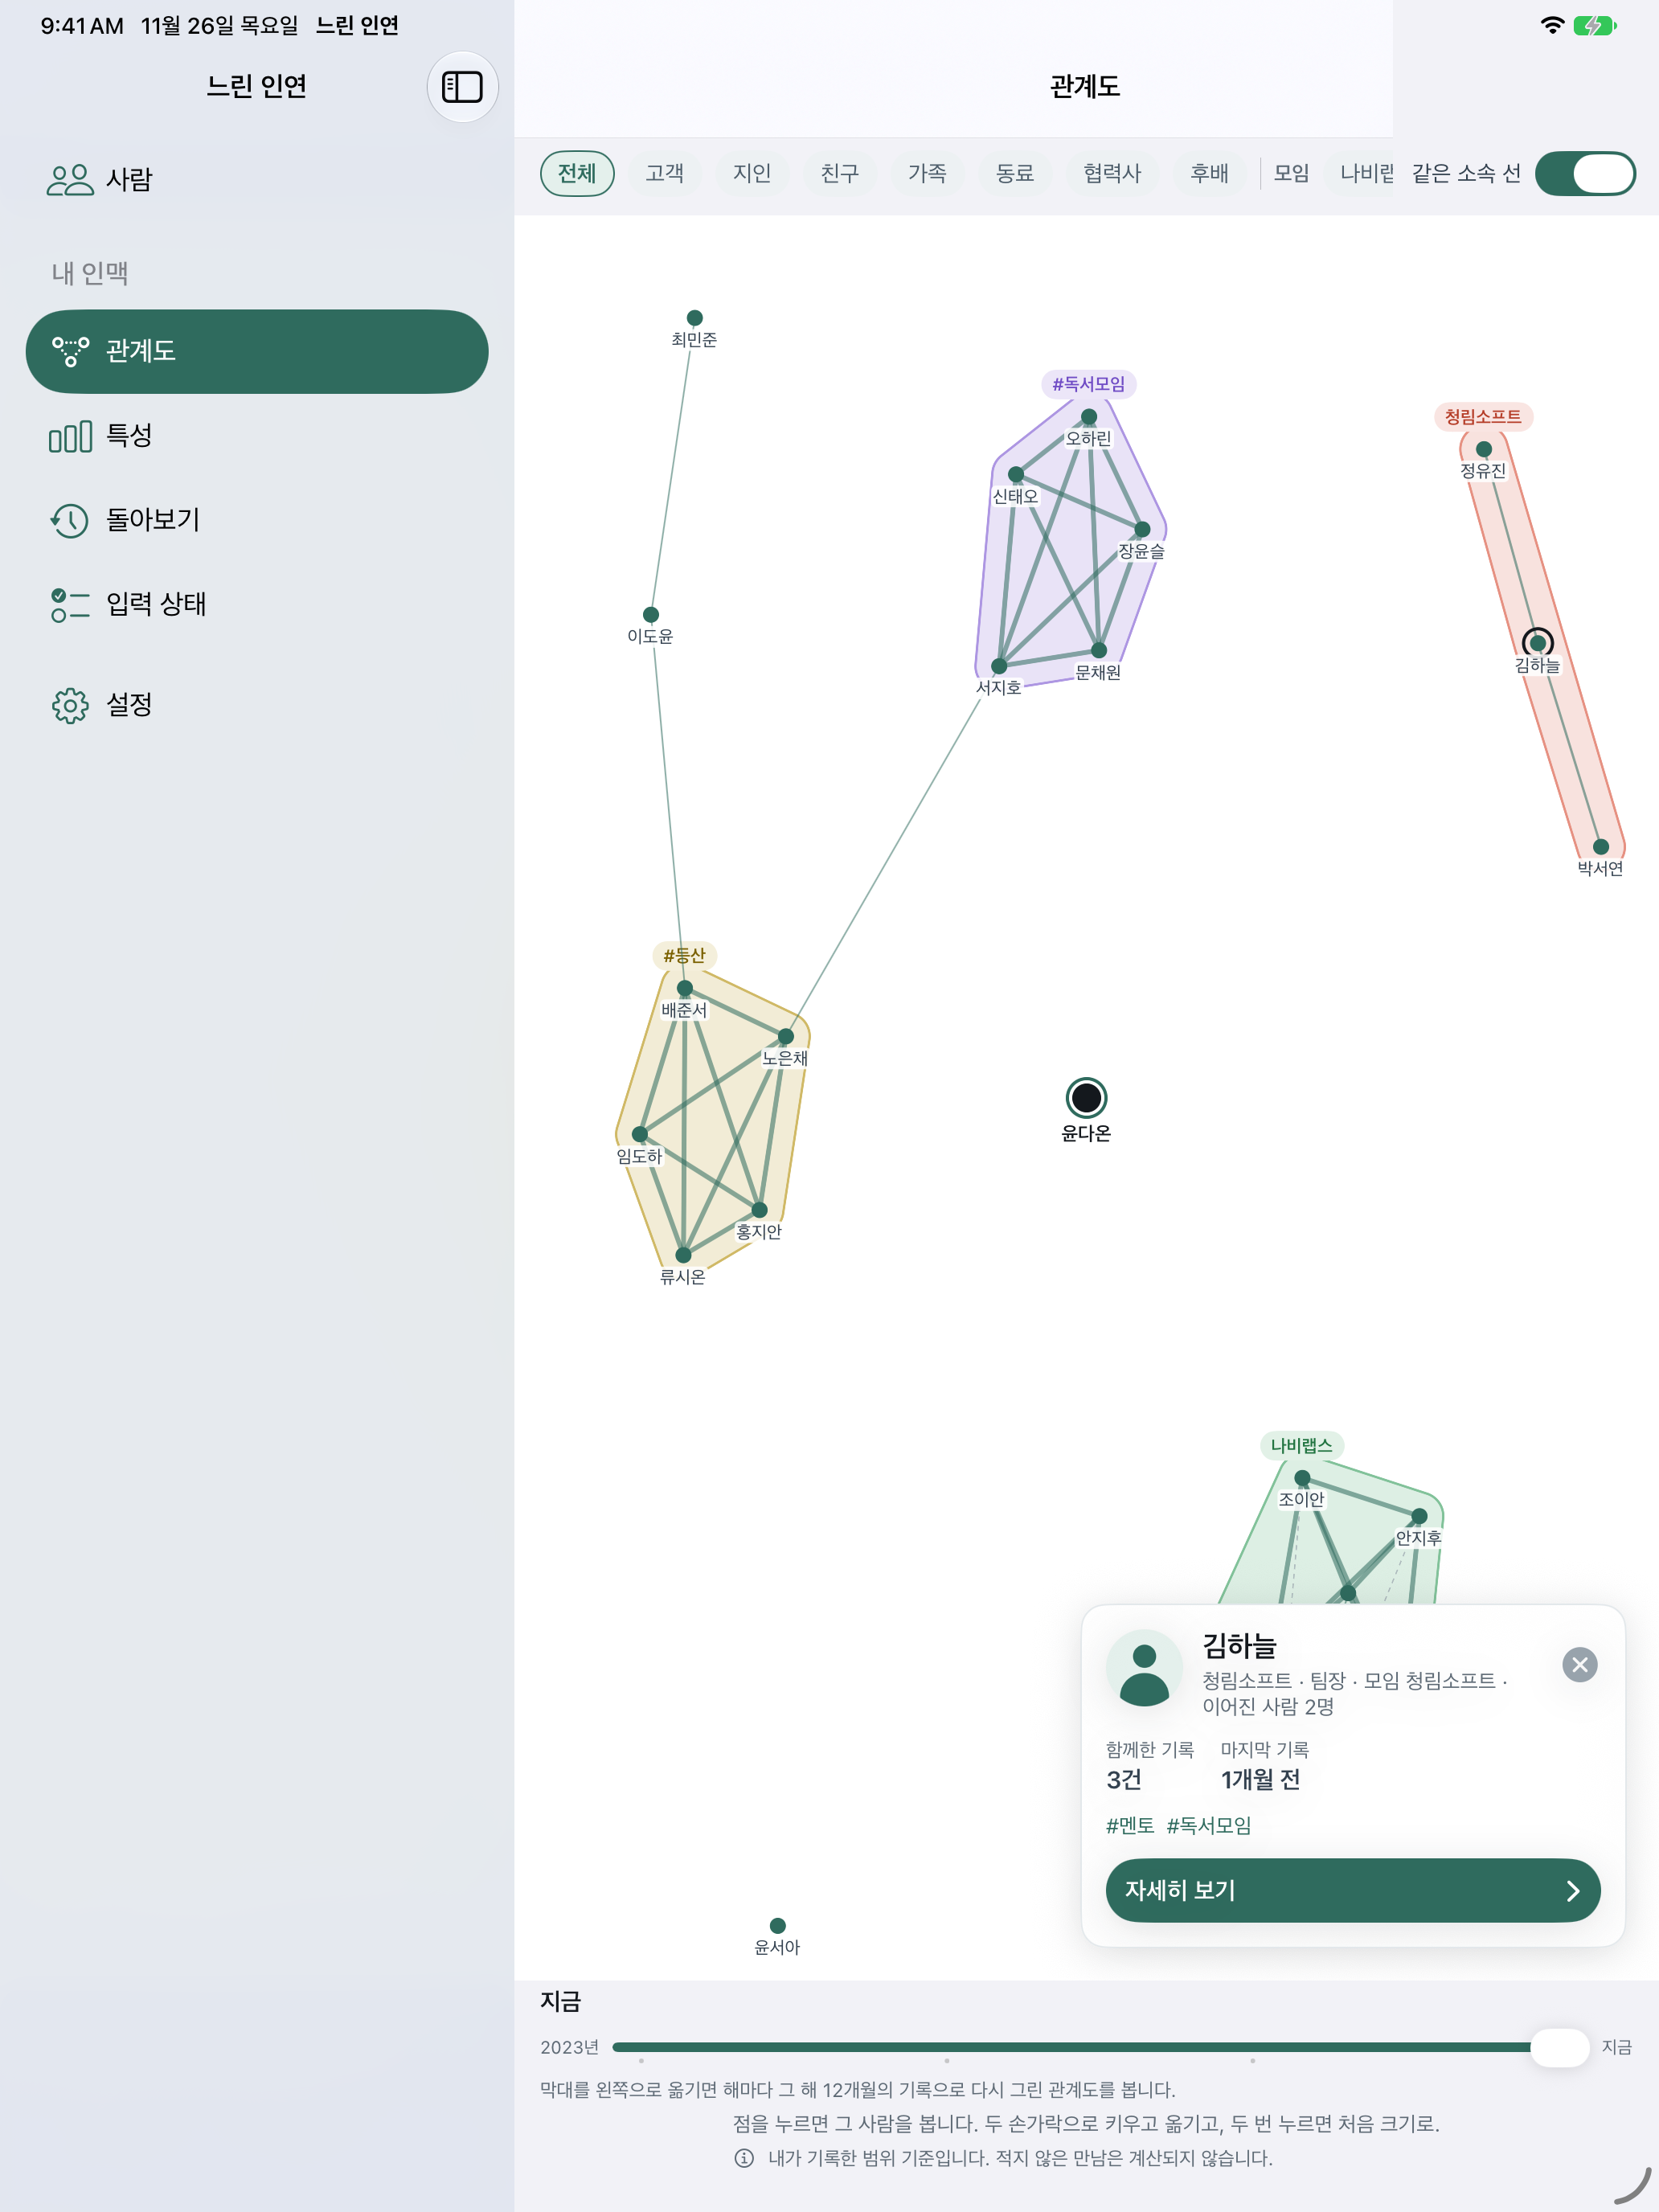 9:41 AM 11월 26일 목요일 느린 인연
느린 인연
사람
내 인맥
관계도
특성
돌아보기
입력 상태
설정
관계도
전체 고객 지인 친구 가족 동료 협력사 후배 모임 같은 소속 선
최민준
#독서모임
오하린
청림소프트
정유진
신태오
장윤슬
이도윤
김하늘
문채원
서지호
박서연
#등산
배준서
노은채
윤다온
임도하
홍지안
류시온
나비랩스
조이안
안지후
김하늘
청림소프트 · 팀장 · 모임 청림소프트 ·
이어진 사람 2명
함께한 기록 마지막 기록
3건 1개월 전
#멘토 #독서모임
자세히 보기
윤서아
지금
2023년 지금
막대를 왼쪽으로 옮기면 해마다 그 해 12개월의 기록으로 다시 그린 관계도를 봅니다.
점을 누르면 그 사람을 봅니다. 두 손가락으로 키우고 옮기고, 두 번 누르면 처음 크기로.
내가 기록한 범위 기준입니다. 적지 않은 만남은 계산되지 않습니다.